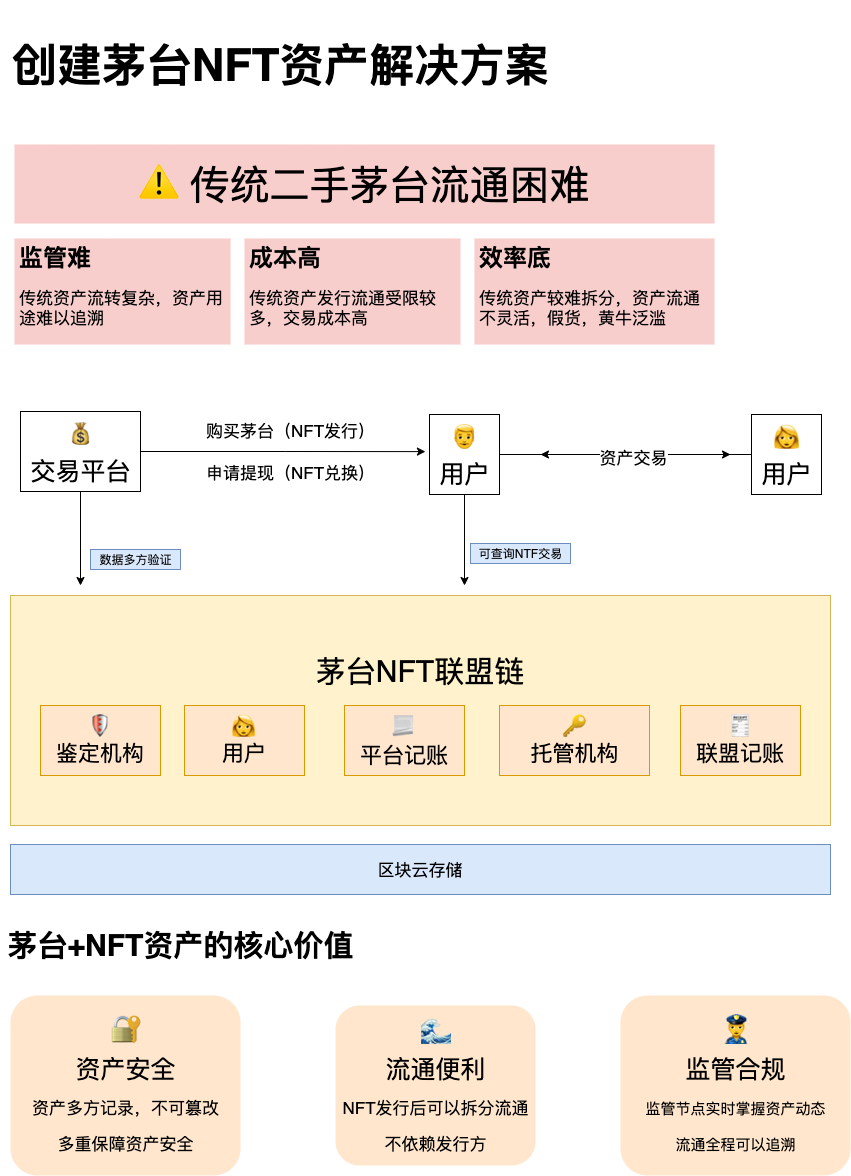 创建茅台NFT资产解决方案
传统二手茅台流通困难
监管难
传统资产流转复杂，资产用
途难以追溯
成本高
传统资产发行流通受限较
多，交易成本高
效率底
传统资产较难拆分，资产流通
不灵活，假货，黄牛泛滥
交易平台
购买茅台（NFT发行）
申请提现（NFT兑换）
用户
资产交易
用户
数据多方验证
可查询NTF交易
茅台NFT联盟链
鉴定机构
用户
平台记账
托管机构
联盟记账
区块云存储
茅台+NFT资产的核心价值
资产安全
资产多方记录，不可篡改
多重保障资产安全
流通便利
NFT发行后可以拆分流通
不依赖发行方
监管合规
监管节点实时掌握资产动态
流通全程可以追溯